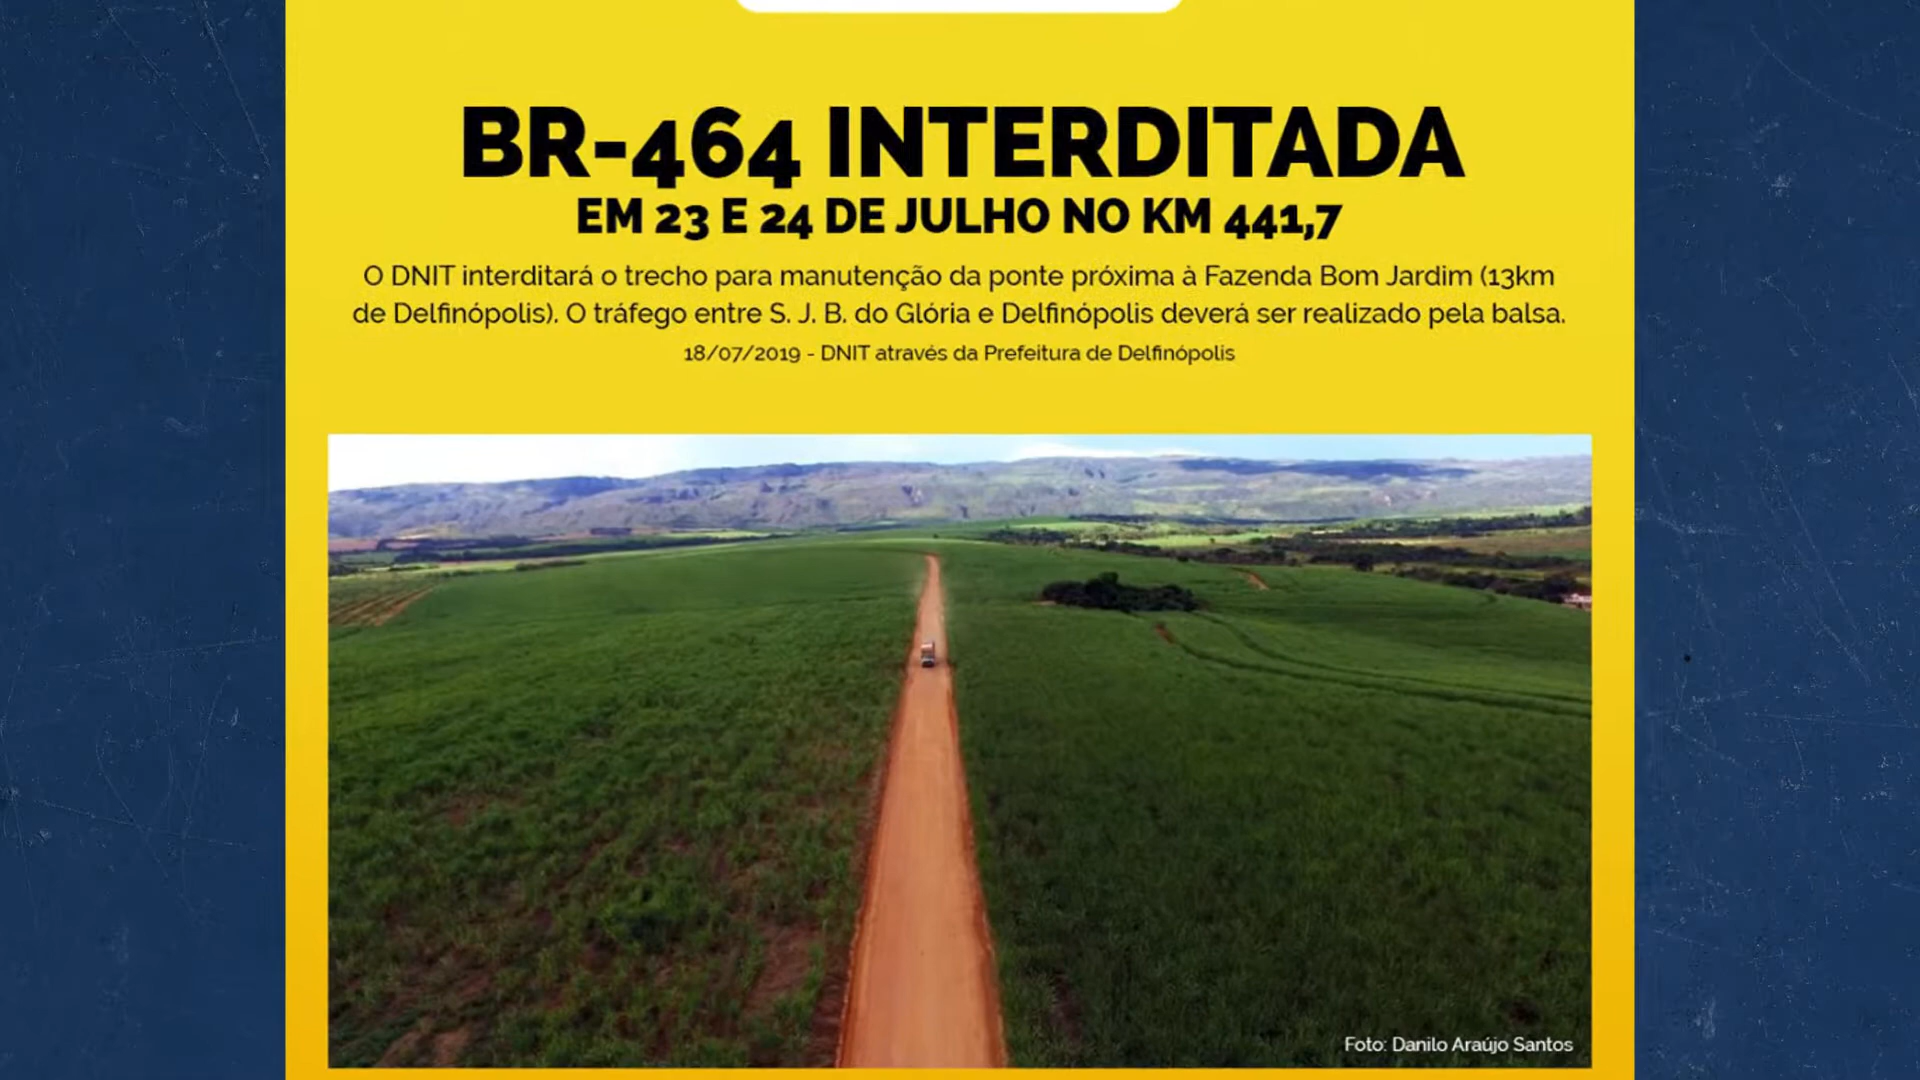 BR-464 INTERDITADA
EM 23 E 24 DE JULHO NO KM 441,7
O DNIT interditará o trecho para manutenção da ponte próxima à Fazenda Bom Jardim (13km
de Delfinópolis). O tráfego entre S. J. B. do Glória e Delfinópolis deverá ser realizado pela balsa.
18/07/2019 - DNIT através da Prefeitura de Delfinópolis
Foto: Danilo Araújo Santos